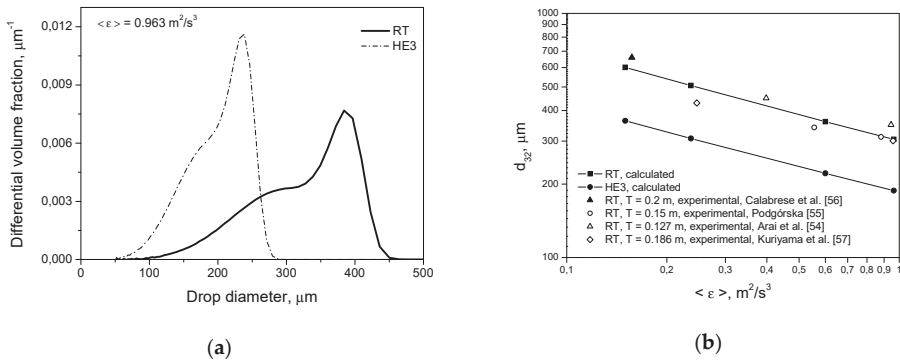 0,012
0,009
0,006
0,003
0,000
Differential volume fraction, μm⁻¹
< ε > = 0.963 m²/s³
RT
HE3
0
100
200
300
400
500
Drop diameter, μm
(a)
1000
900
800
700
600
500
400
300
200
100
d₃₂, μm
RT, calculated
HE3, calculated
RT, T = 0.2 m, experimental, Calabrese et al. [56]
RT, T = 0.15 m, experimental, Podgórska [55]
RT, T = 0.127 m, experimental, Arai et al. [54]
RT, T = 0.186 m, experimental, Kuriyama et al. [57]
0,1
0,2
0,3
0,4
0,5
0,6
0,7
0,8
0,9
1
< ε >, m²/s³
(b)